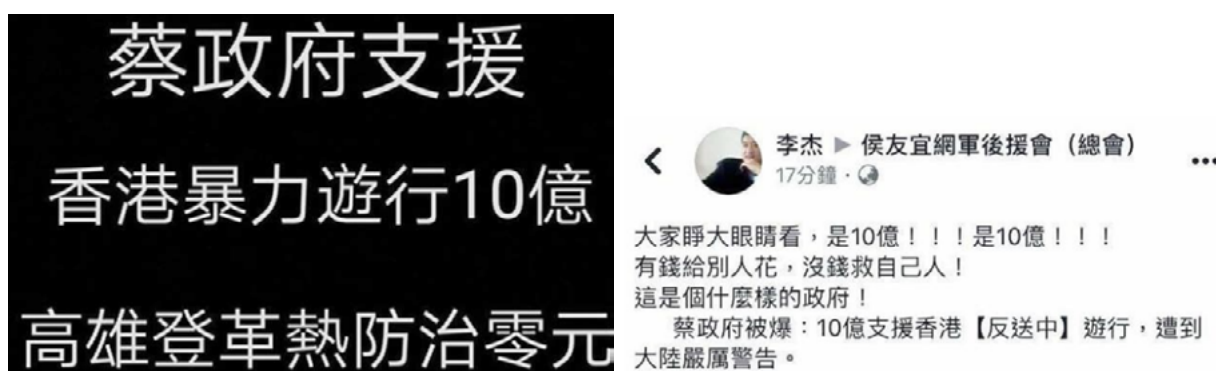 蔡政府支援
香港暴力遊行10億
高雄登革熱防治零元
李杰 ▶ 侯友宜網軍後援會（總會）
17分鐘 ·
大家睜大眼睛看，是10億！！！是10億！！！
有錢給別人花，沒錢救自己人！
這是個什麼樣的政府！
蔡政府被爆：10億支援香港【反送中】遊行，遭到
大陸嚴厲警告。